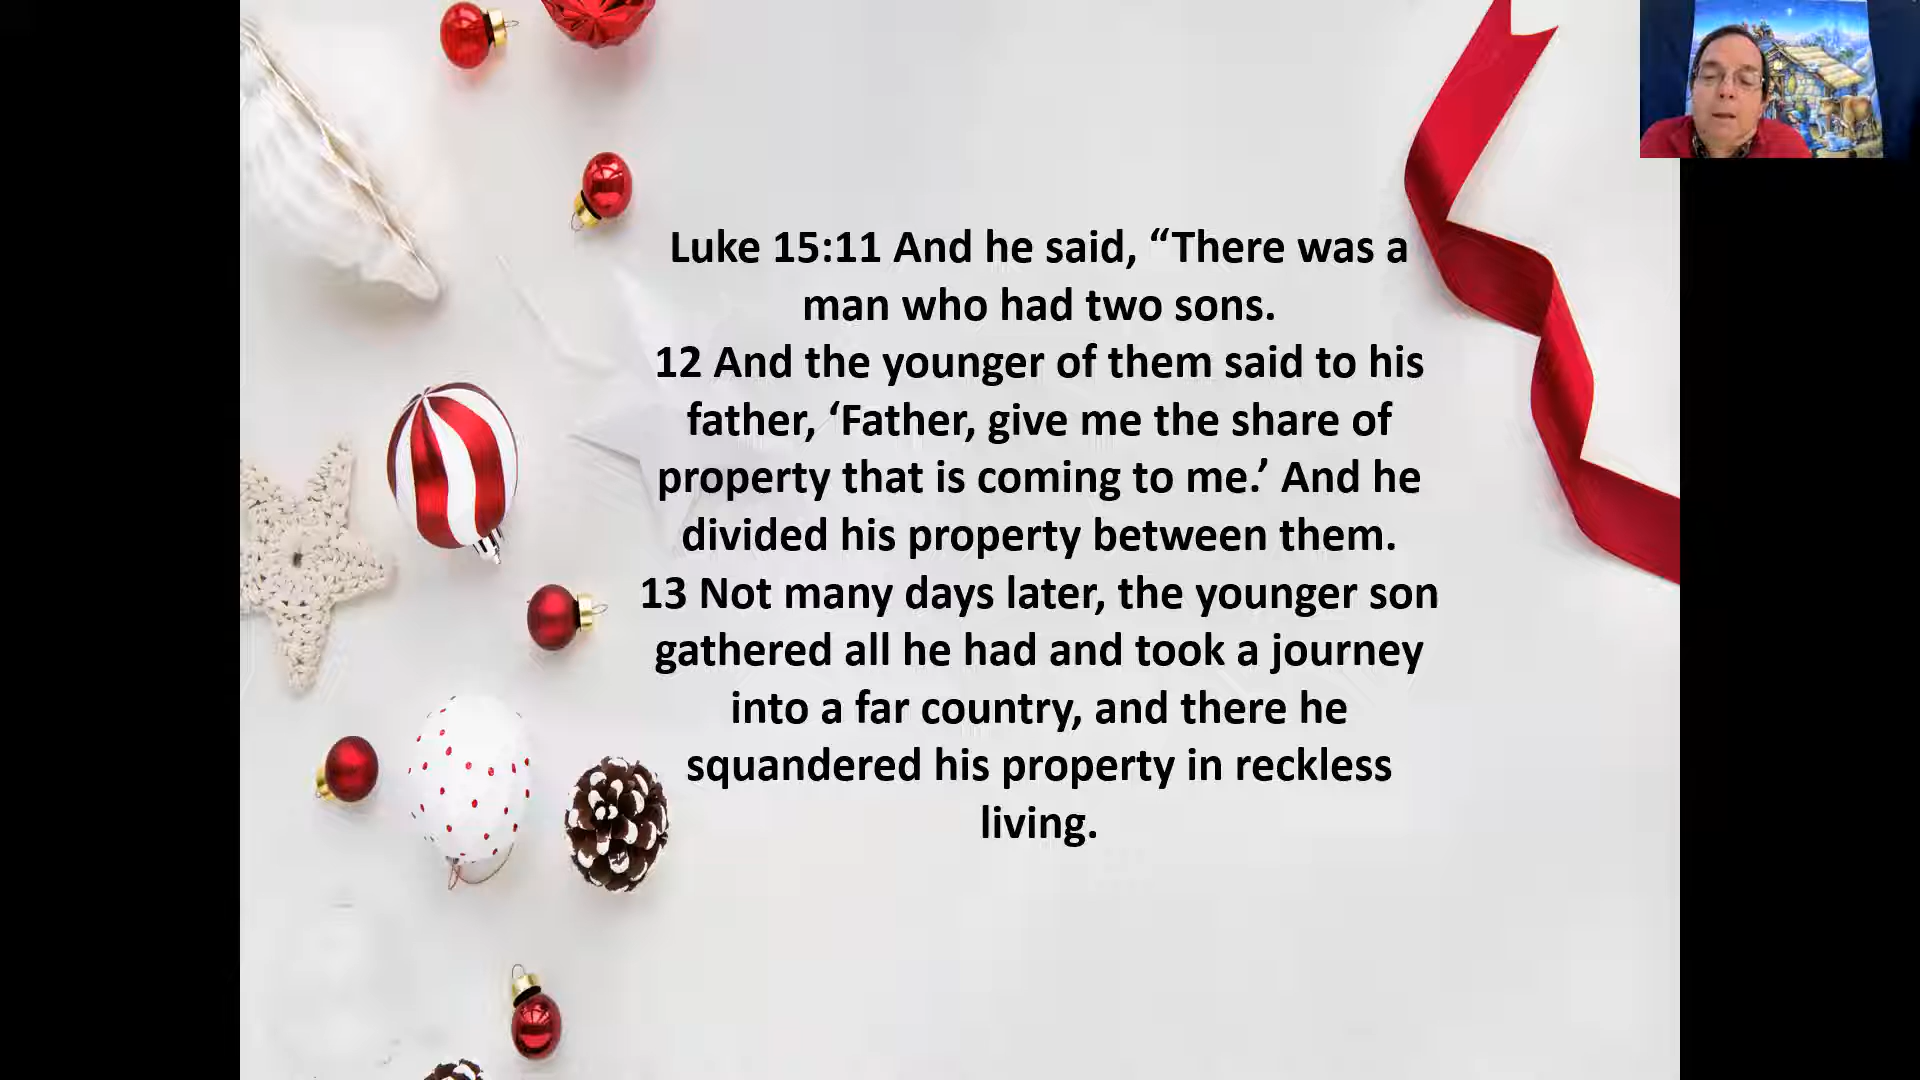 Luke 15:11 And he said, “There was a
man who had two sons.
12 And the younger of them said to his
father, ‘Father, give me the share of
property that is coming to me.’ And he
divided his property between them.
13 Not many days later, the younger son
gathered all he had and took a journey
into a far country, and there he
squandered his property in reckless
living.